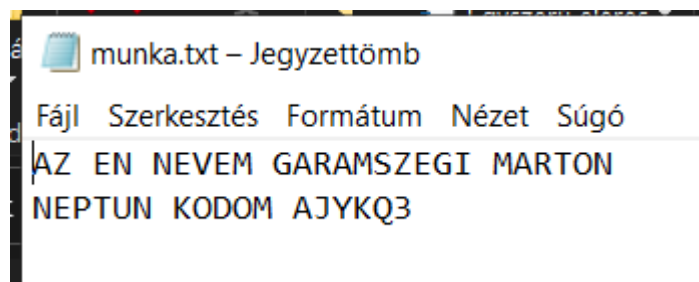 munka.txt – Jegyzettömb
Fájl Szerkesztés Formátum Nézet Súgó
AZ EN NEVEM GARAMSZEGI MARTON
NEPTUN KODOM AJYKQ3